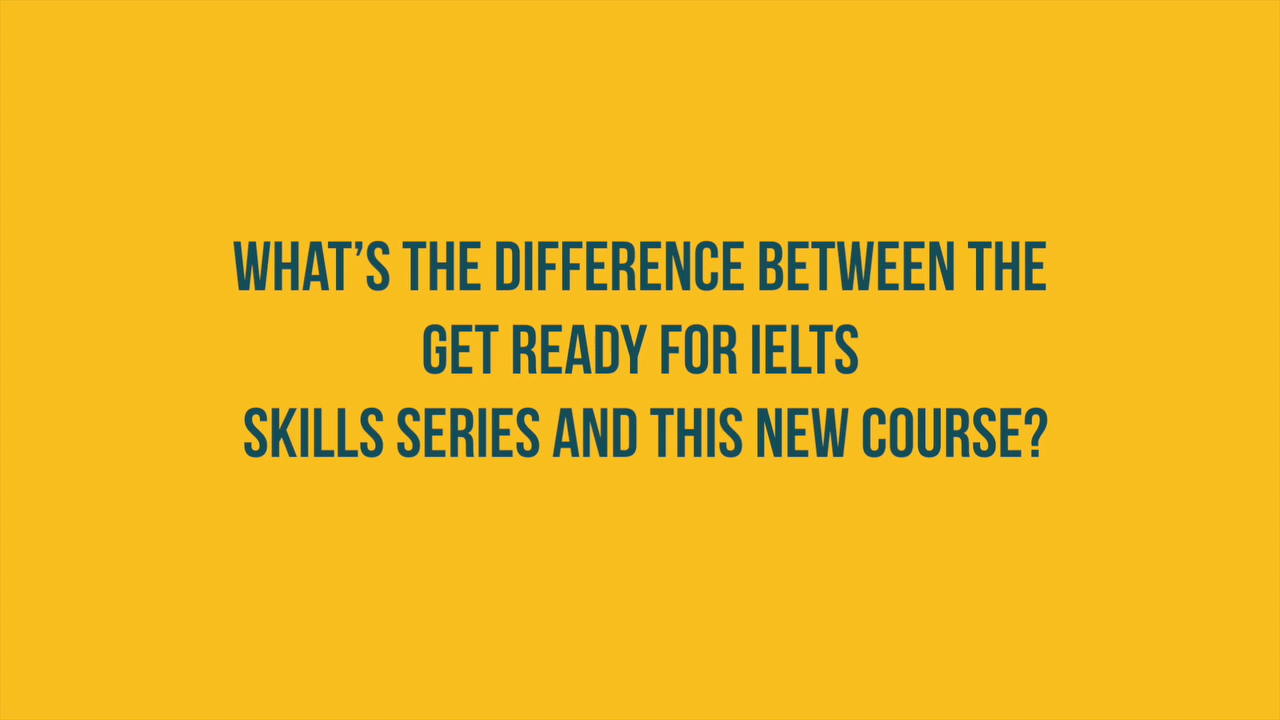 WHAT’S THE DIFFERENCE BETWEEN THE
GET READY FOR IELTS
SKILLS SERIES AND THIS NEW COURSE?